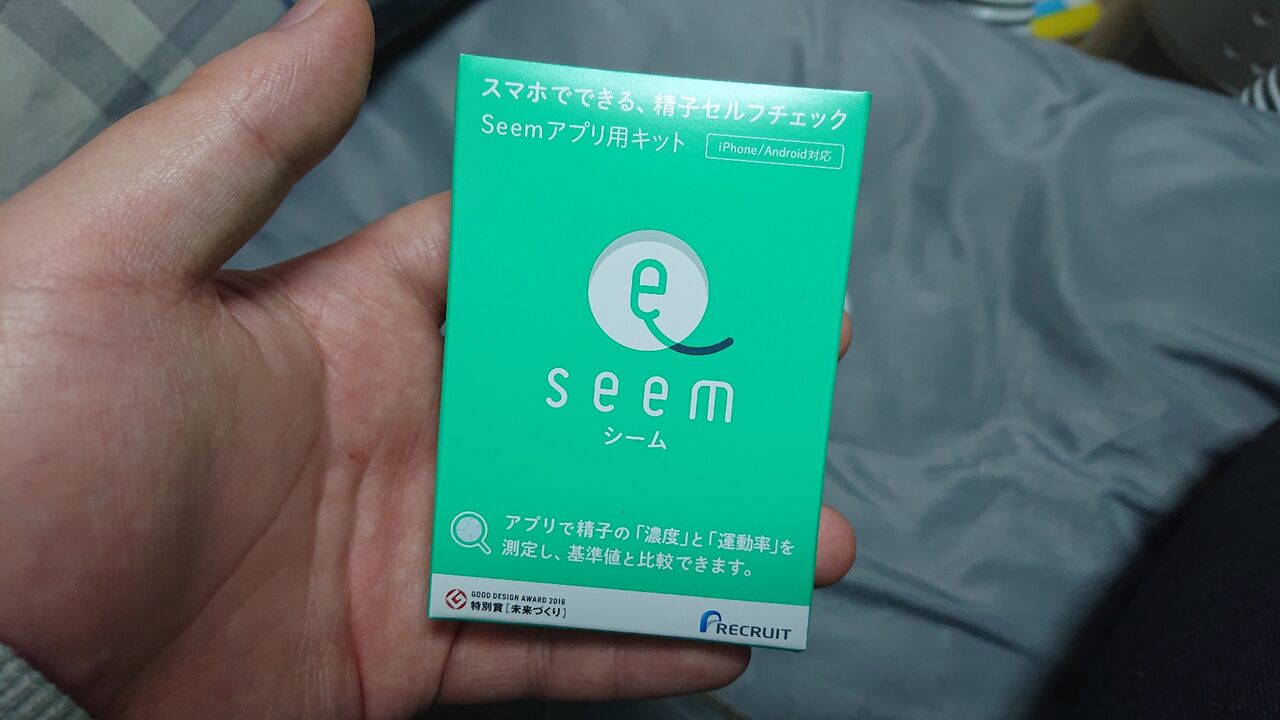 スマホでできる、精子セルフチェック
Seemアプリ用キット
iPhone/Android対応
e
seem
シーム
アプリで精子の「濃度」と「運動率」を
測定し、基準値と比較できます。
GOOD DESIGN AWARD 2016
特別賞[未来づくり]
RECRUIT